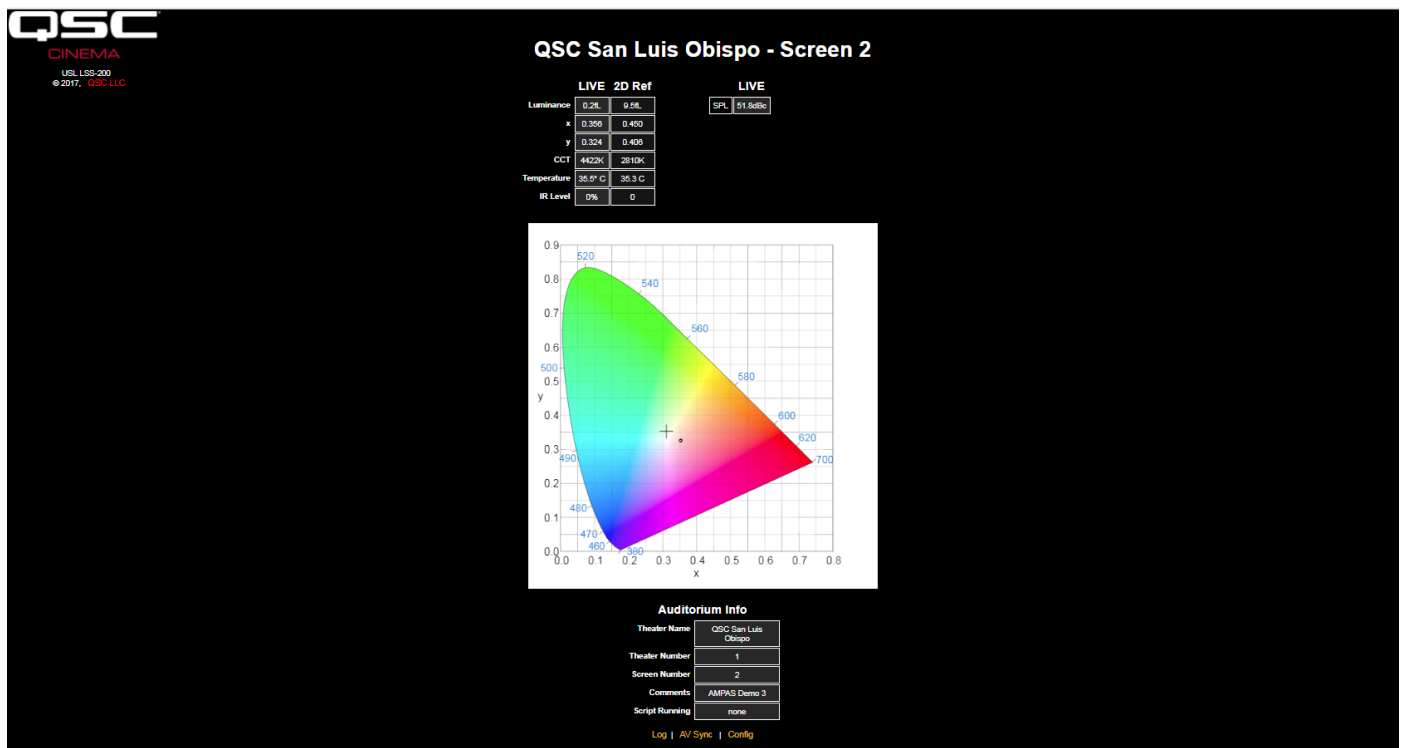 QSC
CINEMA
USL LSS-200
© 2017, QSC LLC
QSC San Luis Obispo - Screen 2
LIVE 2D Ref
Luminance 0.2fL 9.5fL
x 0.356 0.450
y 0.324 0.406
CCT 4422K 2810K
Temperature 35.5° C 35.3 C
IR Level 0% 0
LIVE
SPL 51.8dBc
0.9
520
0.8
540
0.7
560
0.6
500
580
0.5
y
0.4
600
620
0.3
490
700
0.2
480
0.1
470
460
380
0.0
0.0 0.1 0.2 0.3 0.4 0.5 0.6 0.7 0.8
x
Auditorium Info
Theater Name QSC San Luis
Obispo
Theater Number 1
Screen Number 2
Comments AMPAS Demo 3
Script Running none
Log | AV Sync | Config